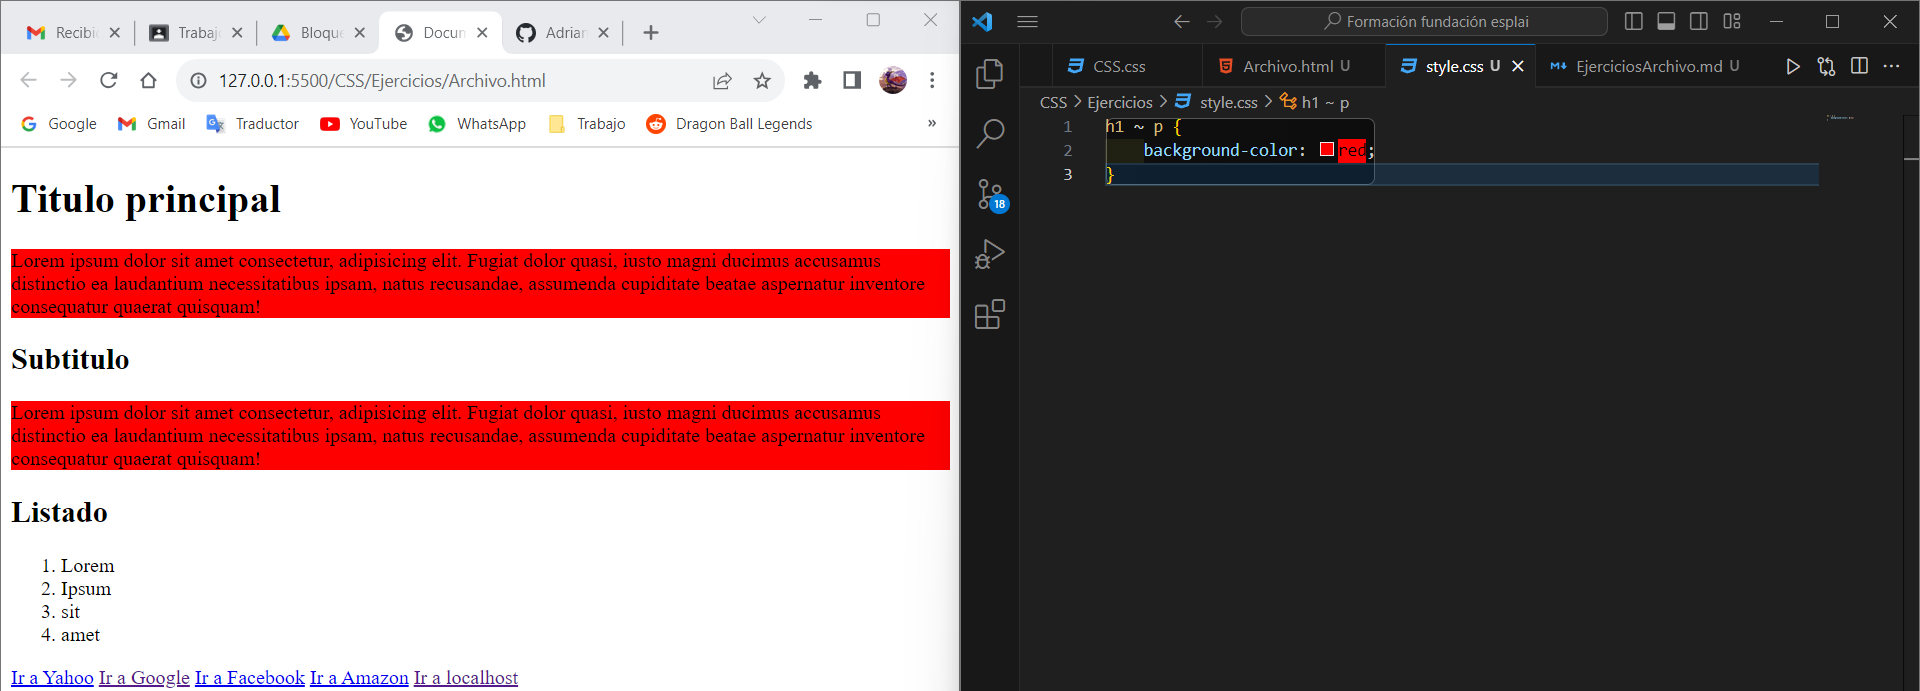 Recibi
Trabaj
Bloque
Docun
Adrian
127.0.0.1:5500/CSS/Ejercicios/Archivo.html
Google Gmail Traductor YouTube WhatsApp Trabajo Dragon Ball Legends »
Titulo principal
Lorem ipsum dolor sit amet consectetur, adipisicing elit. Fugiat dolor quasi, iusto magni ducimus accusamus
distinctio ea laudantium necessitatibus ipsam, natus recusandae, assumenda cupiditate beatae aspernatur inventore
consequatur quaerat quisquam!
Subtitulo
Lorem ipsum dolor sit amet consectetur, adipisicing elit. Fugiat dolor quasi, iusto magni ducimus accusamus
distinctio ea laudantium necessitatibus ipsam, natus recusandae, assumenda cupiditate beatae aspernatur inventore
consequatur quaerat quisquam!
Listado
1. Lorem
2. Ipsum
3. sit
4. amet
Ir a Yahoo Ir a Google Ir a Facebook Ir a Amazon Ir a localhost
Formación fundación esplai
CSS.css Archivo.html U style.css U EjerciciosArchivo.md U
CSS > Ejercicios > style.css > h1 ~ p
1 h1 ~ p {
2 background-color: red;
3 }
18